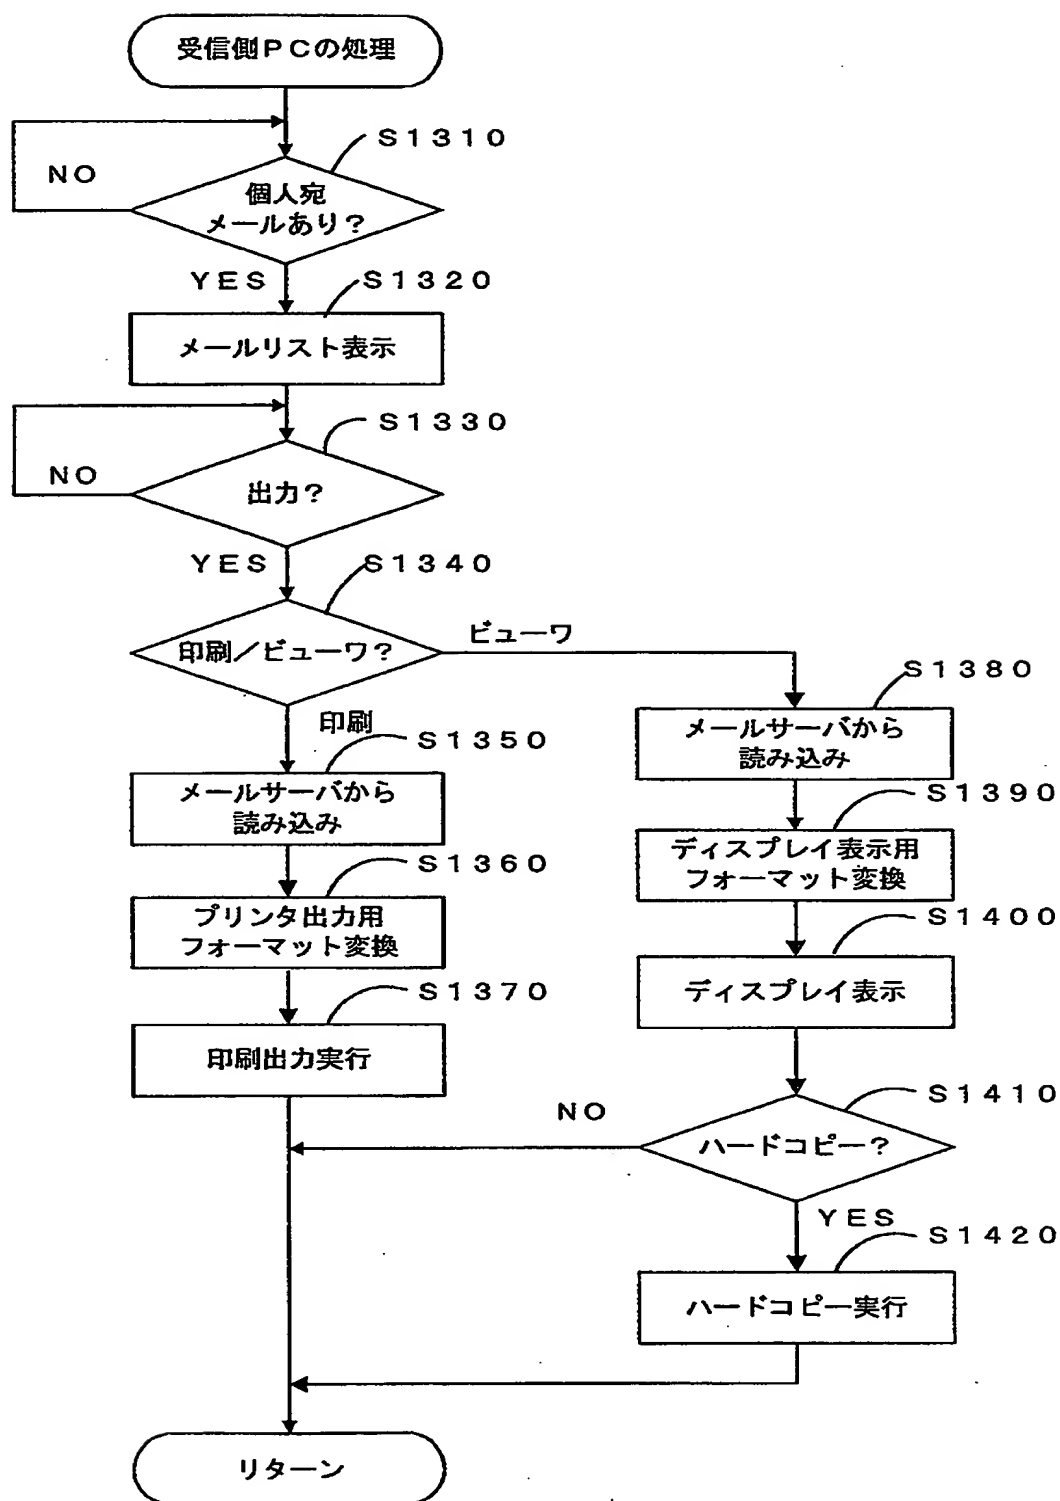 受信側PCの処理
S1310
NO
個人宛
メールあり?
YES
S1320
メールリスト表示
S1330
NO
出力?
YES
S1340
印刷/ビューワ?
ビューワ
印刷
S1350
メールサーバから
読み込み
S1360
プリンタ出力用
フォーマット変換
S1370
印刷出力実行
S1380
メールサーバから
読み込み
S1390
ディスプレイ表示用
フォーマット変換
S1400
ディスプレイ表示
S1410
NO
ハードコピー?
YES
S1420
ハードコピー実行
リターン